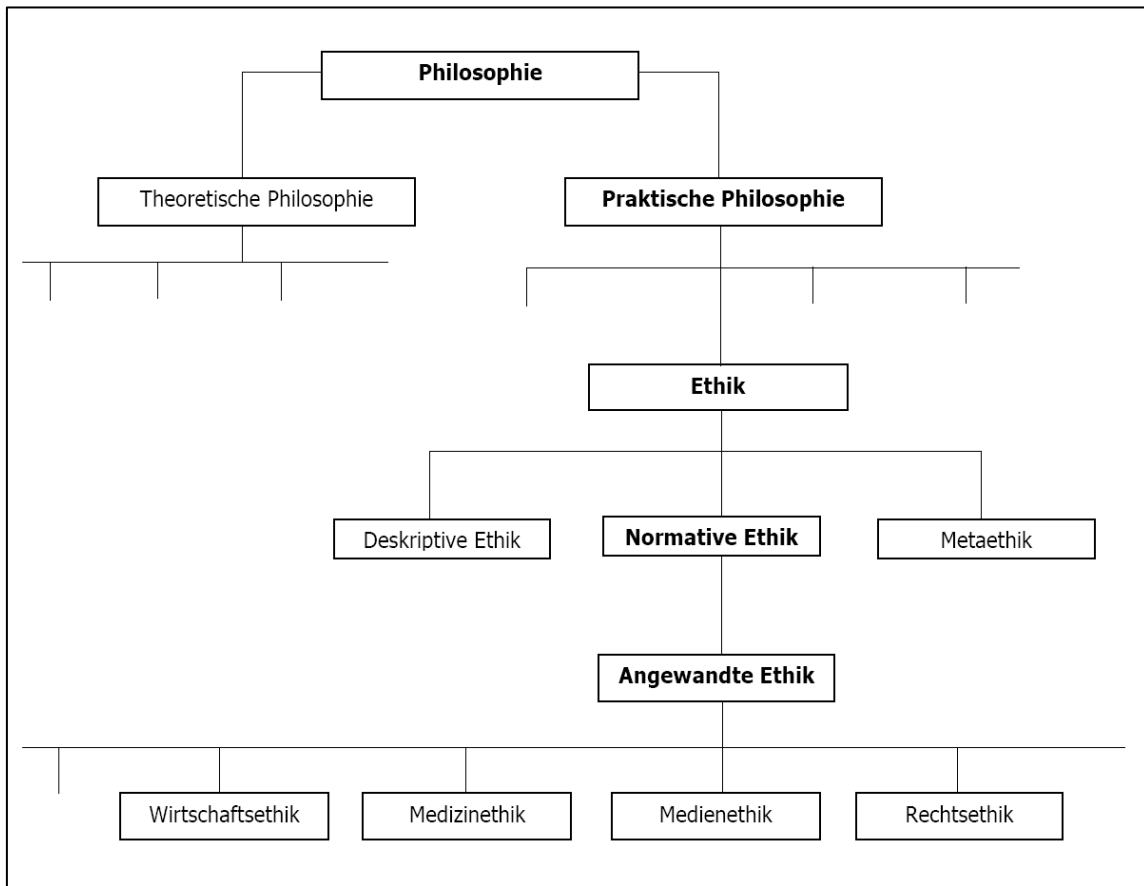 Philosophie
Theoretische Philosophie
Praktische Philosophie
Ethik
Deskriptive Ethik
Normative Ethik
Metaethik
Angewandte Ethik
Wirtschaftsethik
Medizinethik
Medienethik
Rechtsethik